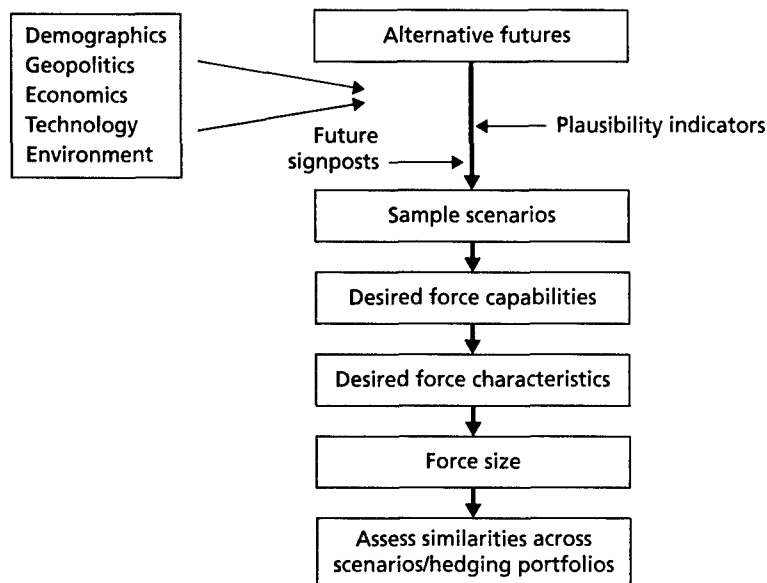 Demographics
Geopolitics
Economics
Technology
Environment
Alternative futures
Plausibility indicators
Future
signposts
Sample scenarios
Desired force capabilities
Desired force characteristics
Force size
Assess similarities across
scenarios/hedging portfolios